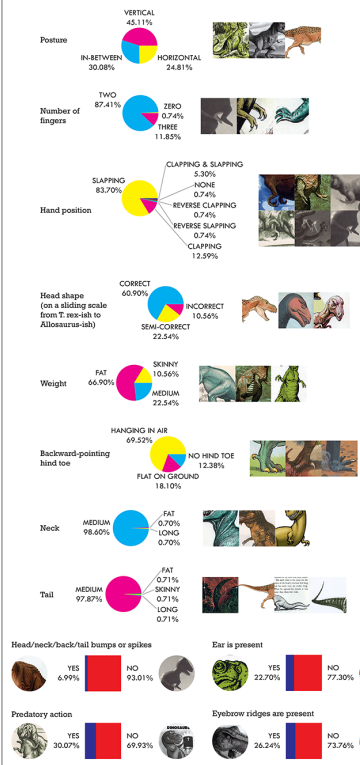 VERTICAL
45.11%
Posture
IN-BETWEEN
30.08%
HORIZONTAL
24.81%
TWO
87.41%
Number of
fingers
ZERO
0.74%
THREE
11.85%
CLAPPING & SLAPPING
5.30%
SLAPPING
83.70%
NONE
0.74%
REVERSE CLAPPING
0.74%
Hand position
REVERSE SLAPPING
0.74%
CLAPPING
12.59%
CORRECT
60.90%
Head shape
(on a sliding scale
from T. rex-ish to
Allosaurus-ish)
INCORRECT
10.56%
SEMI-CORRECT
22.54%
Weight
FAT
66.90%
SKINNY
10.56%
MEDIUM
22.54%
HANGING IN AIR
69.52%
Backward-pointing
hind toe
NO HIND TOE
12.38%
FLAT ON GROUND
18.10%
Neck
MEDIUM
98.60%
FAT
0.70%
LONG
0.70%
Tail
MEDIUM
97.87%
FAT
0.71%
SKINNY
0.71%
LONG
0.71%
Head/neck/back/tail bumps or spikes
YES
6.99%
NO
93.01%
Ear is present
YES
22.70%
NO
77.30%
Predatory action
YES
30.07%
NO
69.93%
DINOSAURS
Eyebrow ridges are present
YES
26.24%
NO
73.76%